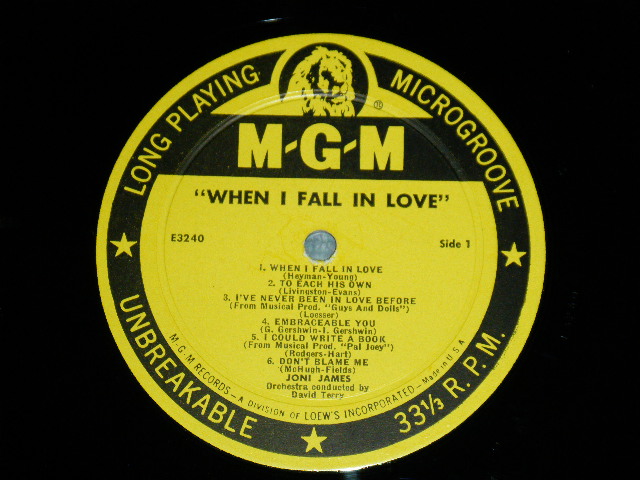 LONG PLAYING
MICROGROOVE
®
M-G-M
"WHEN I FALL IN LOVE"
E3240
Side 1
1. WHEN I FALL IN LOVE
(Heyman-Young)
2. TO EACH HIS OWN
(Livingston-Evans)
3. I'VE NEVER BEEN IN LOVE BEFORE
(From Musical Prod. "Guys And Dolls")
(Loesser)
4. EMBRACEABLE YOU
(G. Gershwin-I. Gershwin)
5. I COULD WRITE A BOOK
(From Musical Prod. "Pal Joey")
(Rodgers-Hart)
6. DON'T BLAME ME
(McHugh-Fields)
JONI JAMES
Orchestra conducted by
David Terry
M-G-M RECORDS—A DIVISION OF LOEW'S INCORPORATED—Made in U.S.A.
UNBREAKABLE
33⅓ R.P.M.